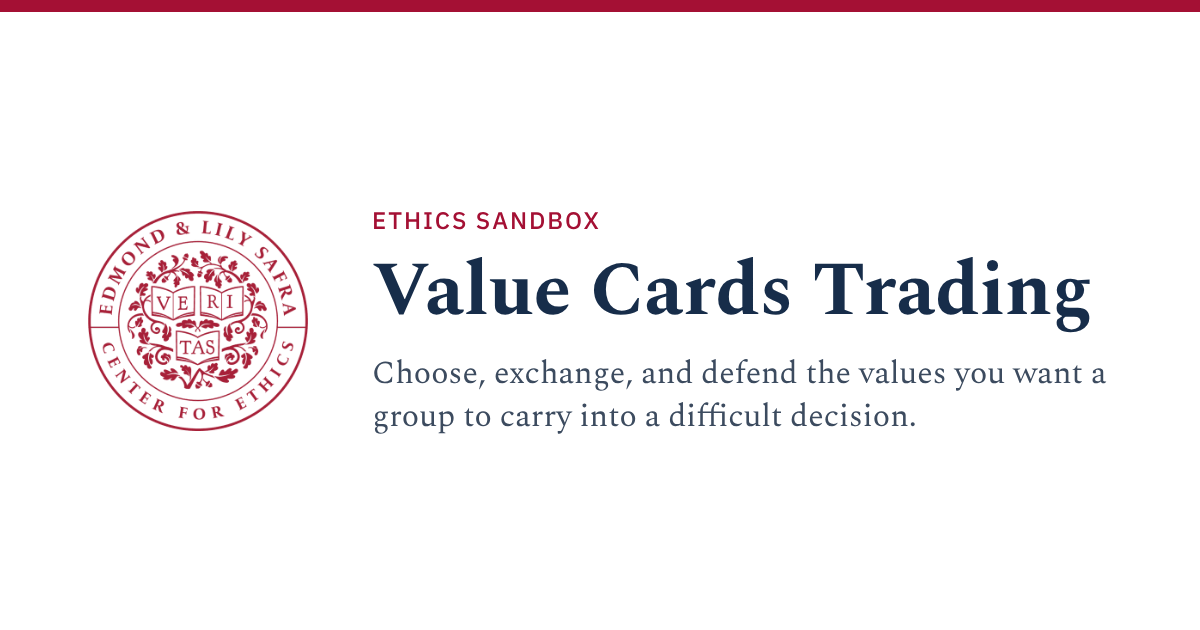 EDMOND & LILY SAFRA
CENTER FOR ETHICS
VE RI
TAS
ETHICS SANDBOX
Value Cards Trading
Choose, exchange, and defend the values you want a
group to carry into a difficult decision.